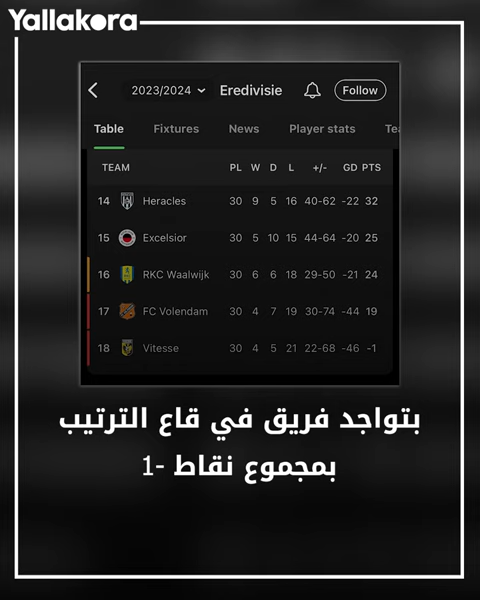 Yallakora
2023/2024 Eredivisie Follow
Table Fixtures News Player stats Tea
TEAM PL W D L +/- GD PTS
14 Heracles 30 9 5 16 40-62 -22 32
15 Excelsior 30 5 10 15 44-64 -20 25
16 RKC Waalwijk 30 6 6 18 29-50 -21 24
17 FC Volendam 30 4 7 19 30-74 -44 19
18 Vitesse 30 4 5 21 22-68 -46 -1
بتواجد فريق في قاع الترتيب
بمجموع نقاط -1